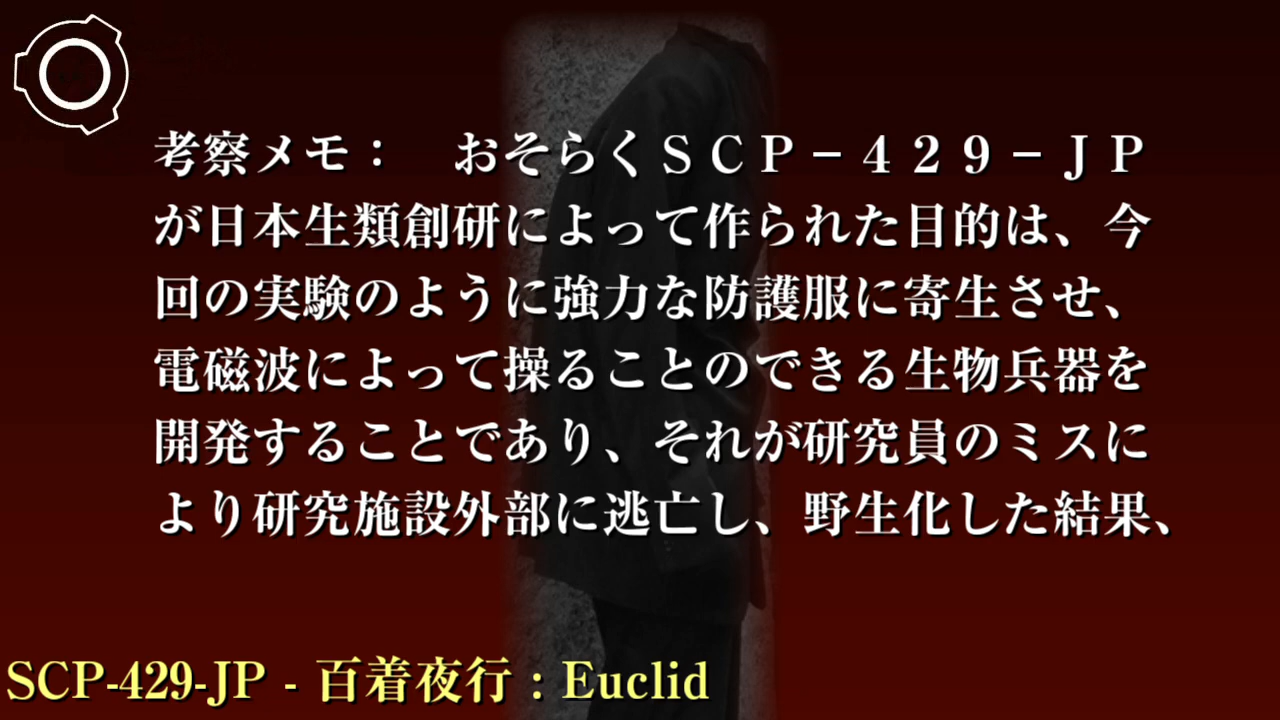 考察メモ：　おそらくＳＣＰ－４２９－ＪＰ
が日本生類創研によって作られた目的は、今
回の実験のように強力な防護服に寄生させ、
電磁波によって操ることのできる生物兵器を
開発することであり、それが研究員のミスに
より研究施設外部に逃亡し、野生化した結果、
SCP-429-JP - 百着夜行：Euclid